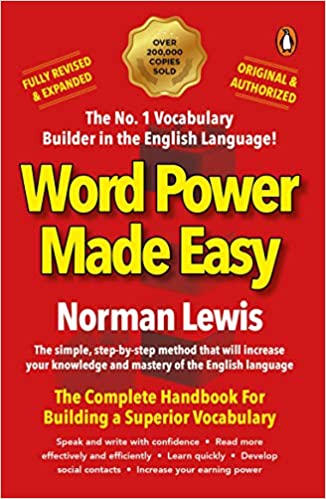 FULLY REVISED
& EXPANDED
OVER
200,000
COPIES
SOLD
ORIGINAL &
AUTHORIZED
The No. 1 Vocabulary
Builder in the English Language!
Word Power
Made Easy
Norman Lewis
The simple, step-by-step method that will increase
your knowledge and mastery of the English language
The Complete Handbook For
Building a Superior Vocabulary
Speak and write with confidence • Read more
effectively and efficiently • Learn quickly • Develop
social contacts • Increase your earning power